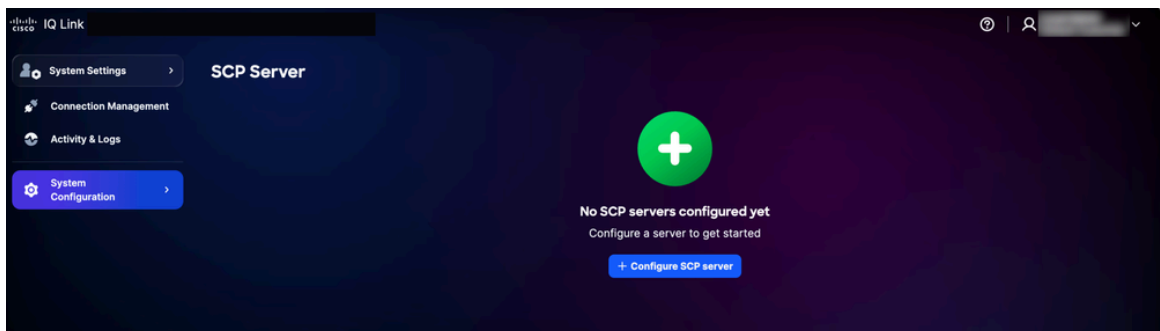 cisco IQ Link
System Settings
SCP Server
Connection Management
Activity & Logs
System
Configuration
No SCP servers configured yet
Configure a server to get started
+ Configure SCP server